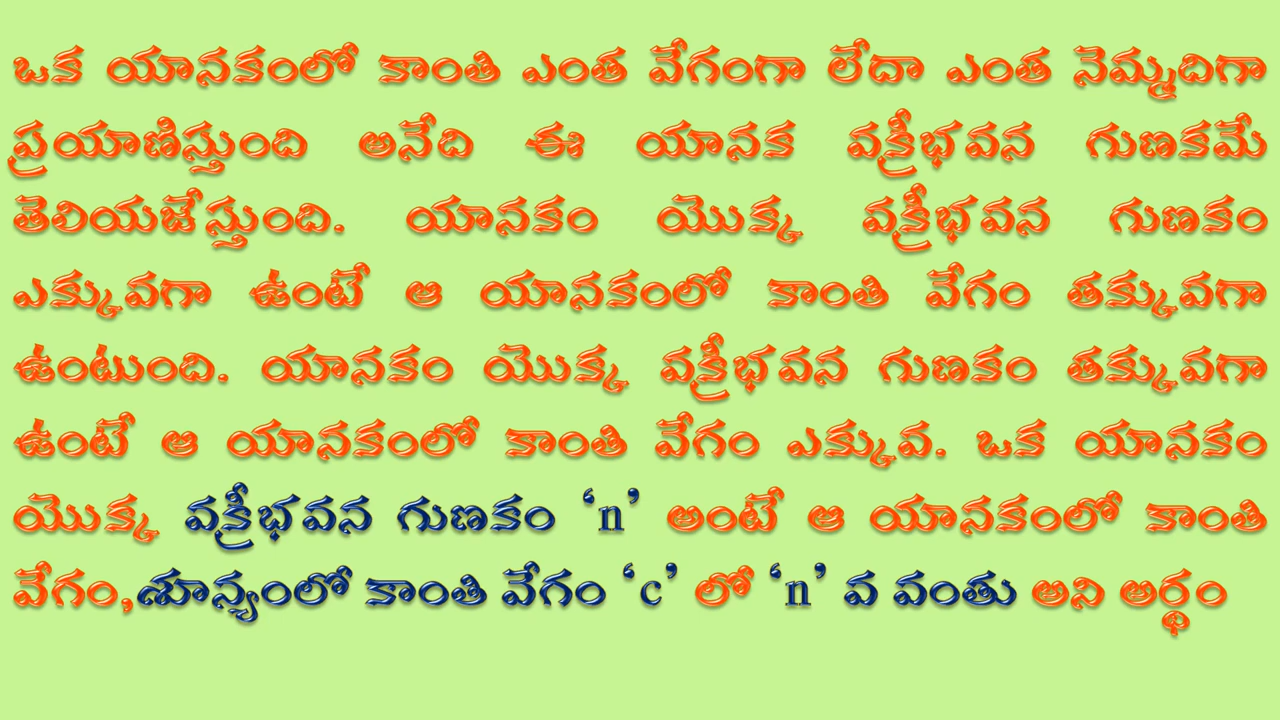 ఒక యానకంలో కాంతి ఎంత వేగంగా లేదా ఎంత నెమ్మదిగా
ప్రయాణిస్తుంది అనేది ఈ యానక వక్రీభవన గుణకమే
తెలియజేస్తుంది. యానకం యొక్క వక్రీభవన గుణకం
ఎక్కువగా ఉంటే ఆ యానకంలో కాంతి వేగం తక్కువగా
ఉంటుంది. యానకం యొక్క వక్రీభవన గుణకం తక్కువగా
ఉంటే ఆ యానకంలో కాంతి వేగం ఎక్కువ. ఒక యానకం
యొక్క వక్రీభవన గుణకం ‘n’ అంటే ఆ యానకంలో కాంతి
వేగం,శూన్యంలో కాంతి వేగం ‘c’ లో ‘n’ వ వంతు అని అర్థం